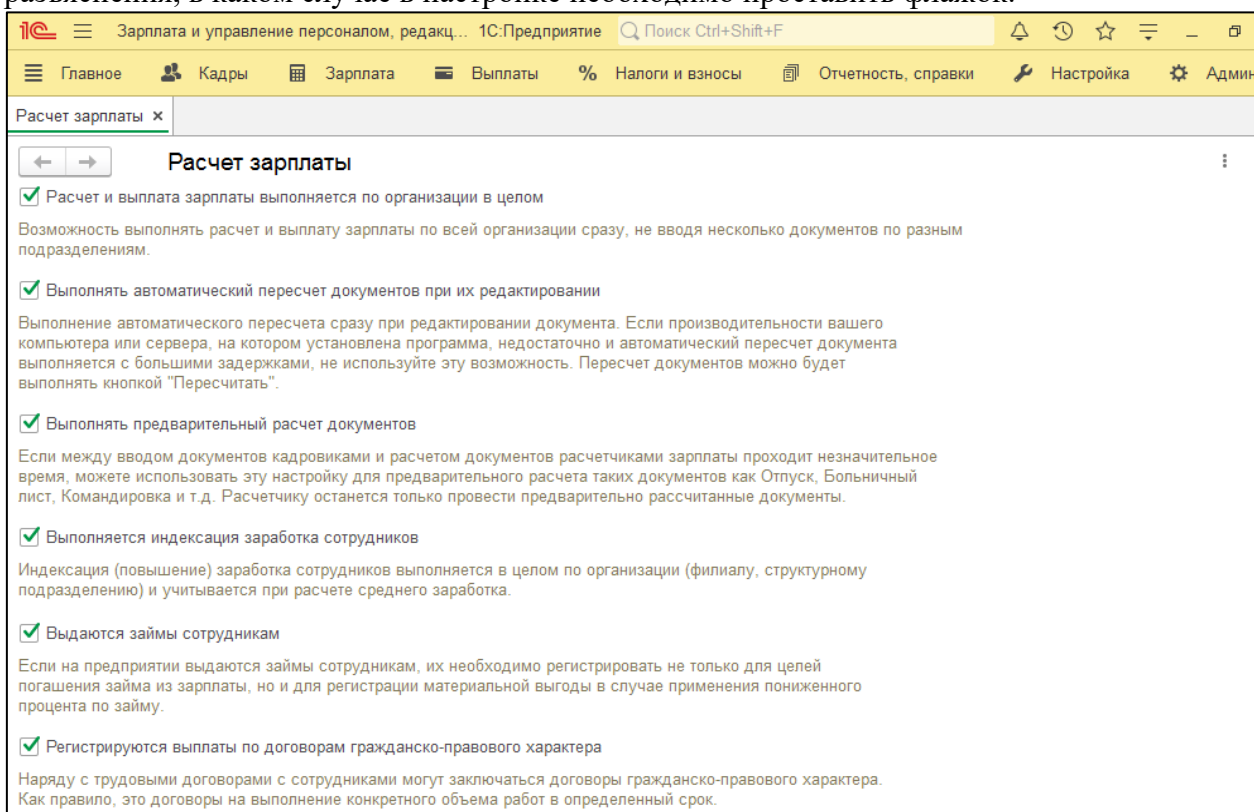 разъяснения, в каком случае в настройке необходимо проставить флажок.
1С Зарплата и управление персоналом, редакц... 1С:Предприятие Поиск Ctrl+Shift+F
Главное Кадры Зарплата Выплаты % Налоги и взносы Отчетность, справки Настройка Админ
Расчет зарплаты ×
← → Расчет зарплаты
Расчет и выплата зарплаты выполняется по организации в целом
Возможность выполнять расчет и выплату зарплаты по всей организации сразу, не вводя несколько документов по разным
подразделениям.
Выполнять автоматический пересчет документов при их редактировании
Выполнение автоматического пересчета сразу при редактировании документа. Если производительности вашего
компьютера или сервера, на котором установлена программа, недостаточно и автоматический пересчет документа
выполняется с большими задержками, не используйте эту возможность. Пересчет документов можно будет
выполнять кнопкой "Пересчитать".
Выполнять предварительный расчет документов
Если между вводом документов кадровиками и расчетом документов расчетчиками зарплаты проходит незначительное
время, можете использовать эту настройку для предварительного расчета таких документов как Отпуск, Больничный
лист, Командировка и т.д. Расчетчику останется только провести предварительно рассчитанные документы.
Выполняется индексация заработка сотрудников
Индексация (повышение) заработка сотрудников выполняется в целом по организации (филиалу, структурному
подразделению) и учитывается при расчете среднего заработка.
Выдаются займы сотрудникам
Если на предприятии выдаются займы сотрудникам, их необходимо регистрировать не только для целей
погашения займа из зарплаты, но и для регистрации материальной выгоды в случае применения пониженного
процента по займу.
Регистрируются выплаты по договорам гражданско-правового характера
Наряду с трудовыми договорами с сотрудниками могут заключаться договоры гражданско-правового характера.
Как правило, это договоры на выполнение конкретного объема работ в определенный срок.